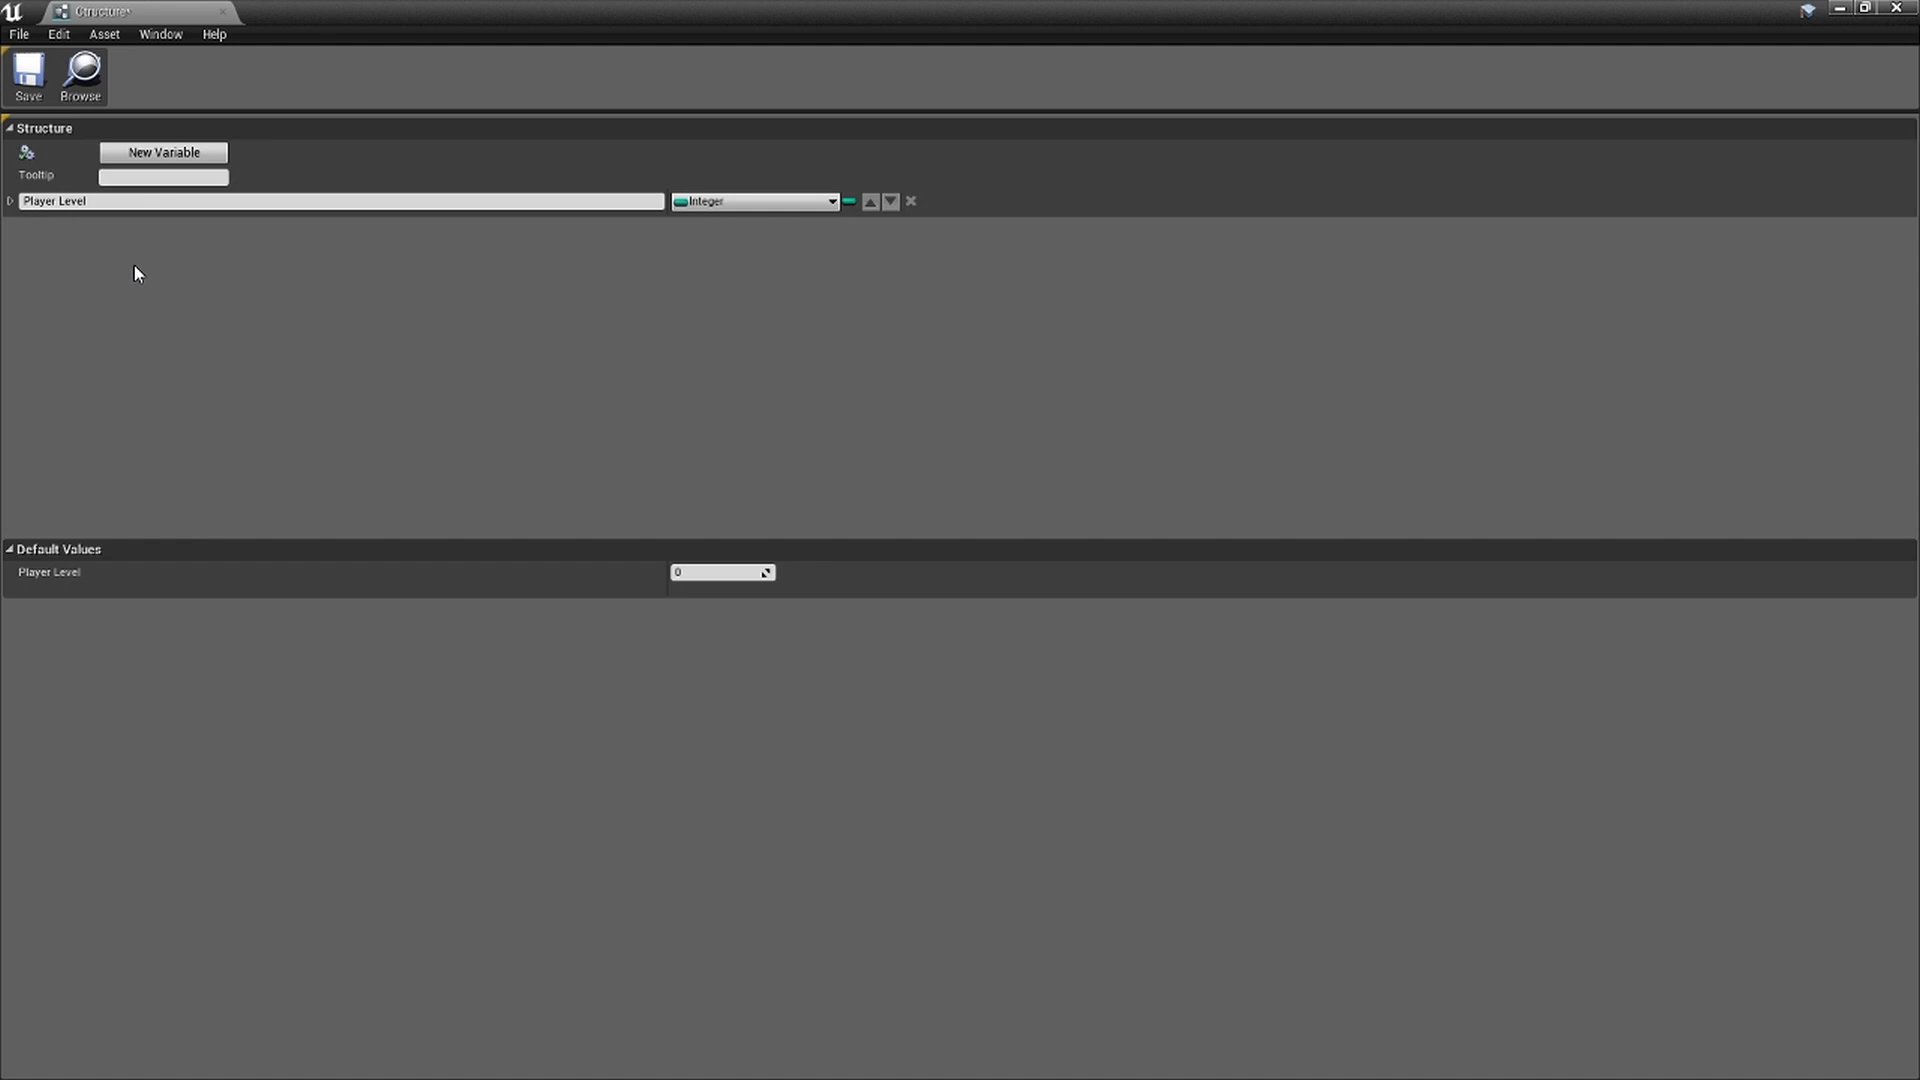 Structure*
File Edit Asset Window Help
Save Browse
Structure
New Variable
Tooltip
Player Level Integer
Default Values
Player Level 0